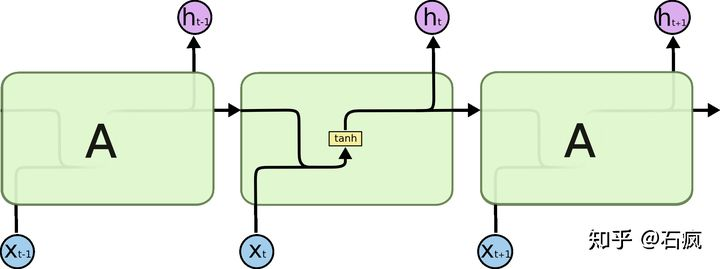 ht-1 ht ht+1
A tanh A
xt-1 xt xt+1
知乎 @石疯